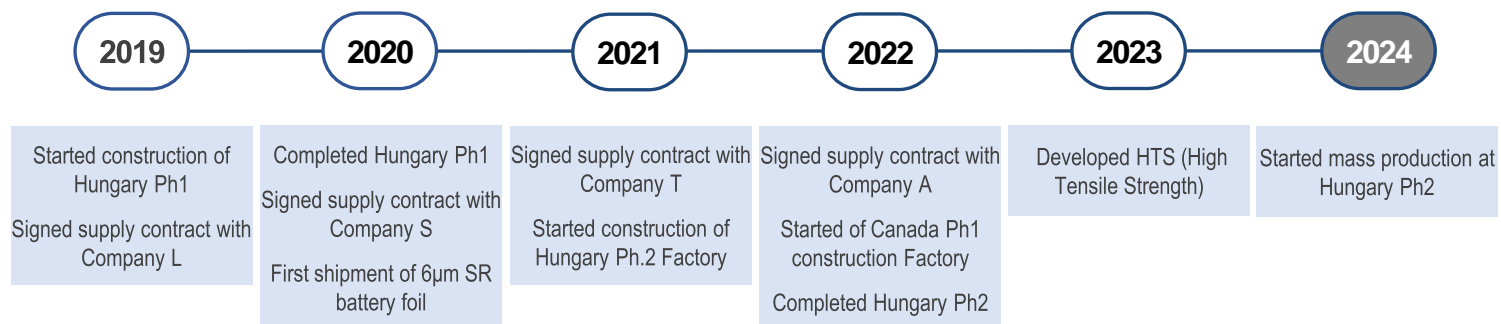 2019
2020
2021
2022
2023
2024
Started construction of
Hungary Ph1
Signed supply contract with
Company L
Completed Hungary Ph1
Signed supply contract with
Company S
First shipment of 6μm SR
battery foil
Signed supply contract with
Company T
Started construction of
Hungary Ph.2 Factory
Signed supply contract with
Company A
Started of Canada Ph1
construction Factory
Completed Hungary Ph2
Developed HTS (High
Tensile Strength)
Started mass production at
Hungary Ph2